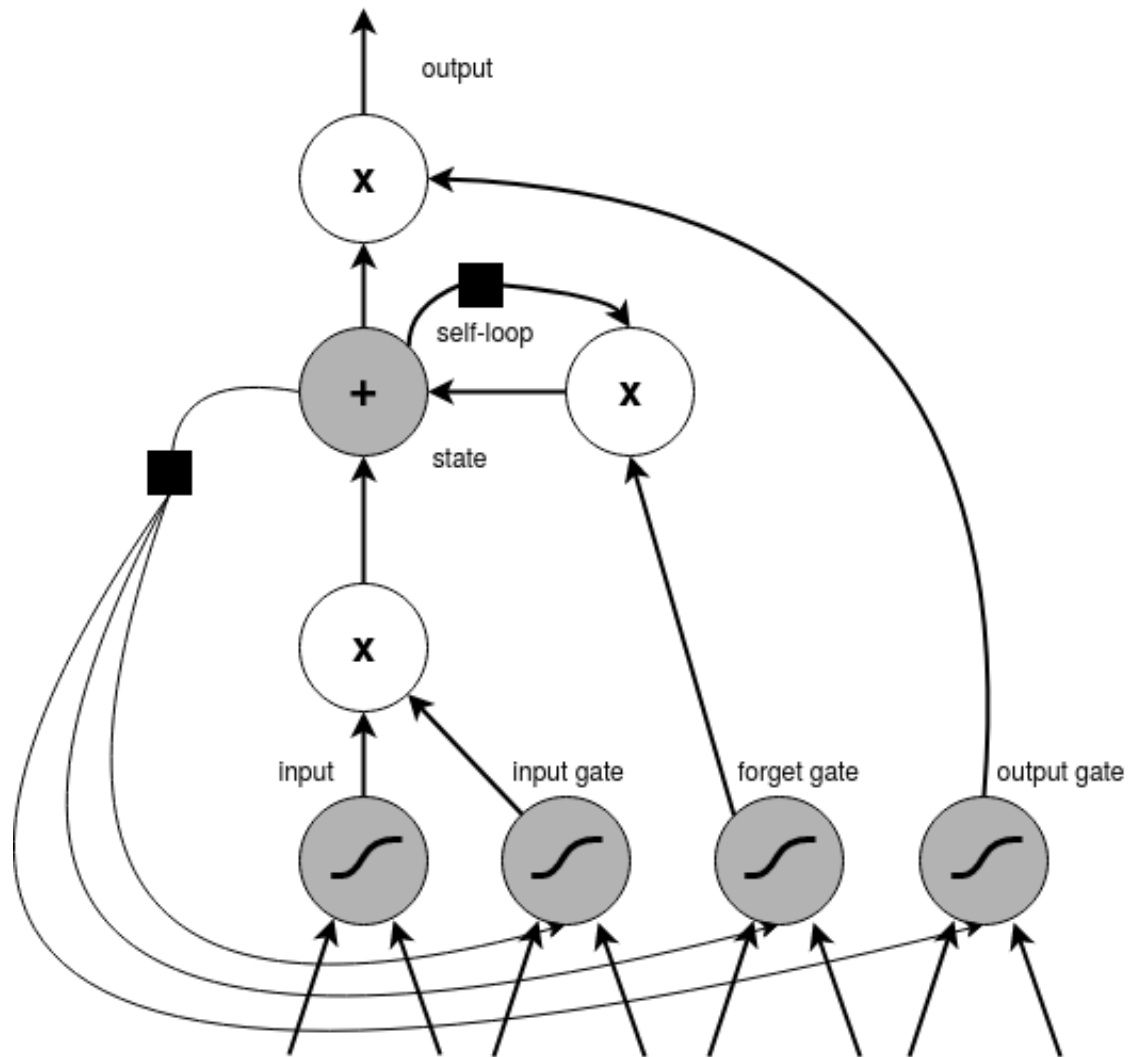 output
x
self-loop
+
x
state
x
input
input gate
forget gate
output gate